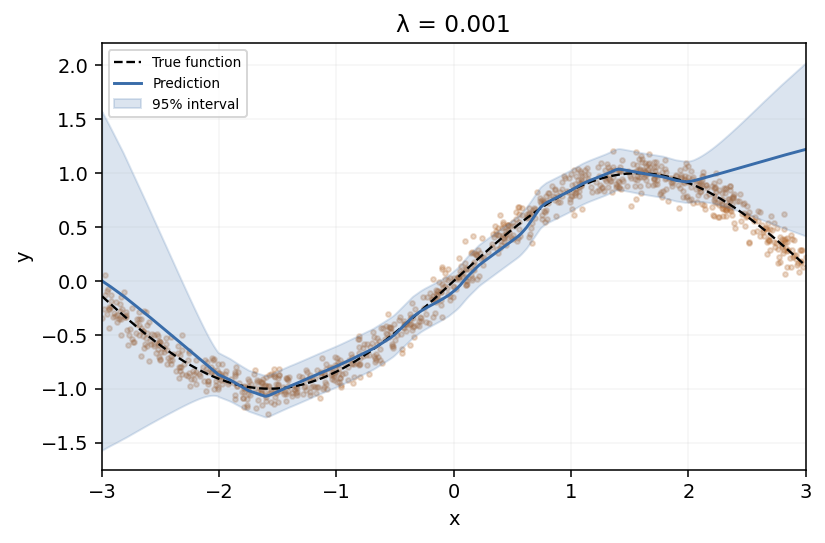 λ = 0.001
True function
Prediction
95% interval
2.0
1.5
1.0
0.5
0.0
−0.5
−1.0
−1.5
y
−3
−2
−1
0
1
2
3
x